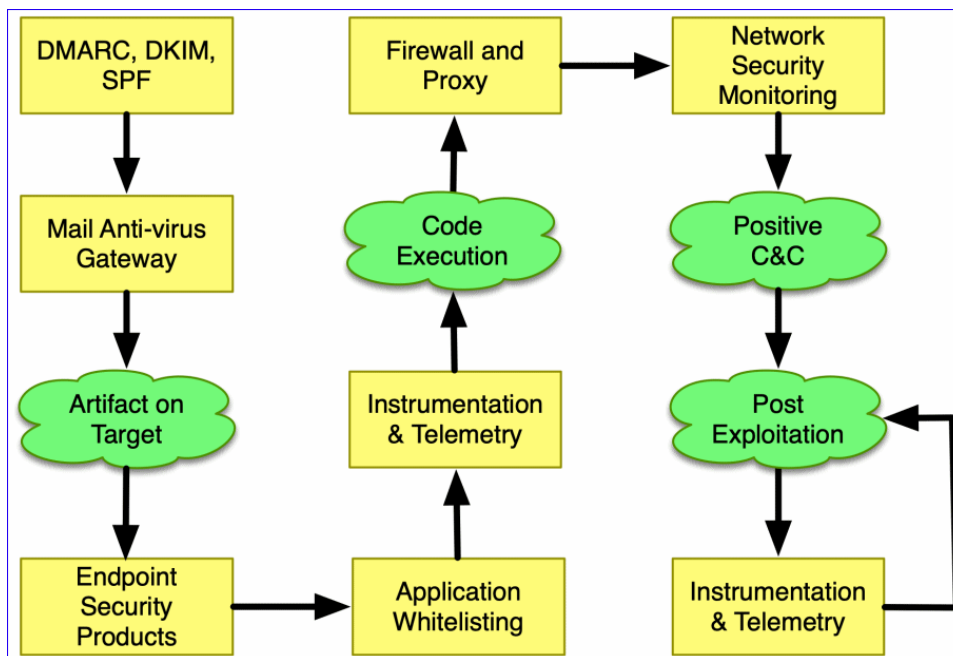 DMARC, DKIM,
SPF
Mail Anti-virus
Gateway
Artifact on
Target
Endpoint
Security
Products
Application
Whitelisting
Instrumentation
& Telemetry
Code
Execution
Firewall and
Proxy
Network
Security
Monitoring
Positive
C&C
Post
Exploitation
Instrumentation
& Telemetry